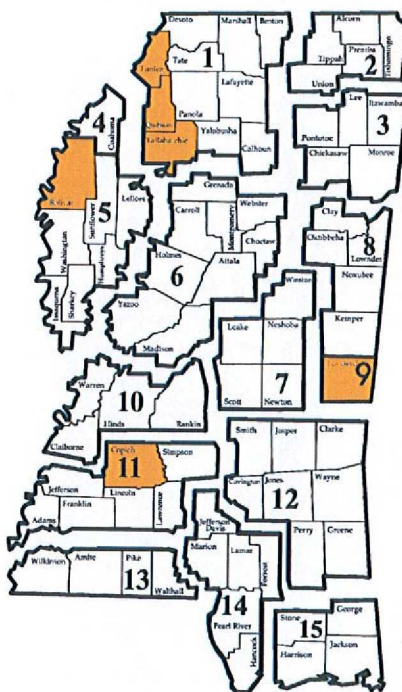 Desoto Marshall Benton
Tunica Tate 1
Lafayette
Quitman Panola
Tallahatchie Yalobusha
Calhoun
Alcorn
Tippah Prentiss Tishomingo
2
Union
Lee Itawamba
Pontotoc 3
Chickasaw Monroe
4 Coahoma
Bolivar
Sunflower 5 Leflore
Washington
Humphreys
Issaquena Sharkey
Grenada
Carroll Montgomery Webster
Choctaw
Holmes Attala
6
Yazoo
Madison
Clay
Oktibbeha 8
Lowndes
Noxubee
Kemper
9
Winston
Leake Neshoba
7
Scott Newton
Warren 10
Hinds Rankin
Claiborne
Copiah Simpson
11
Jefferson Lincoln
Adams Franklin Lawrence
Smith Jasper Clarke
Covington Jones Wayne
12
Perry Greene
Wilkinson Amite Pike
13 Walthall
Jefferson
Davis
Marion Lamar Forrest
14
Pearl River
Hancock
Stone George
15
Harrison Jackson